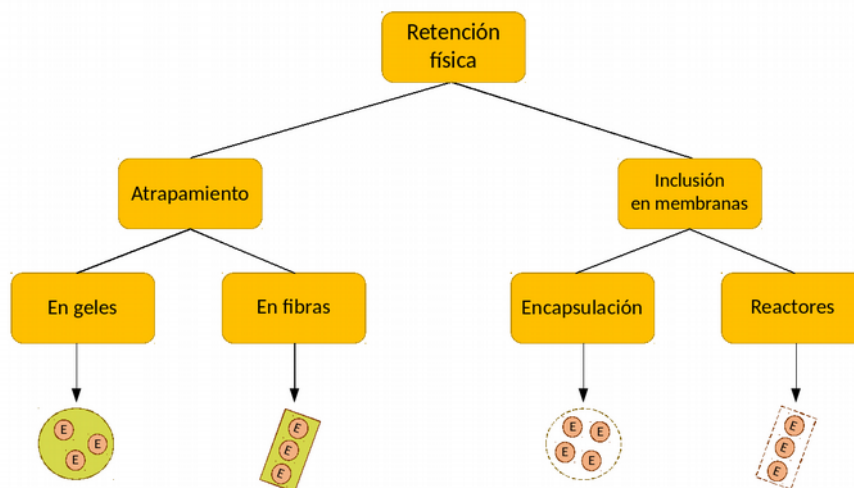 Retención
física
Atrapamiento
Inclusión
en membranas
En geles
En fibras
Encapsulación
Reactores
E
E
E
E
E
E
E
E
E
E
E
E
E